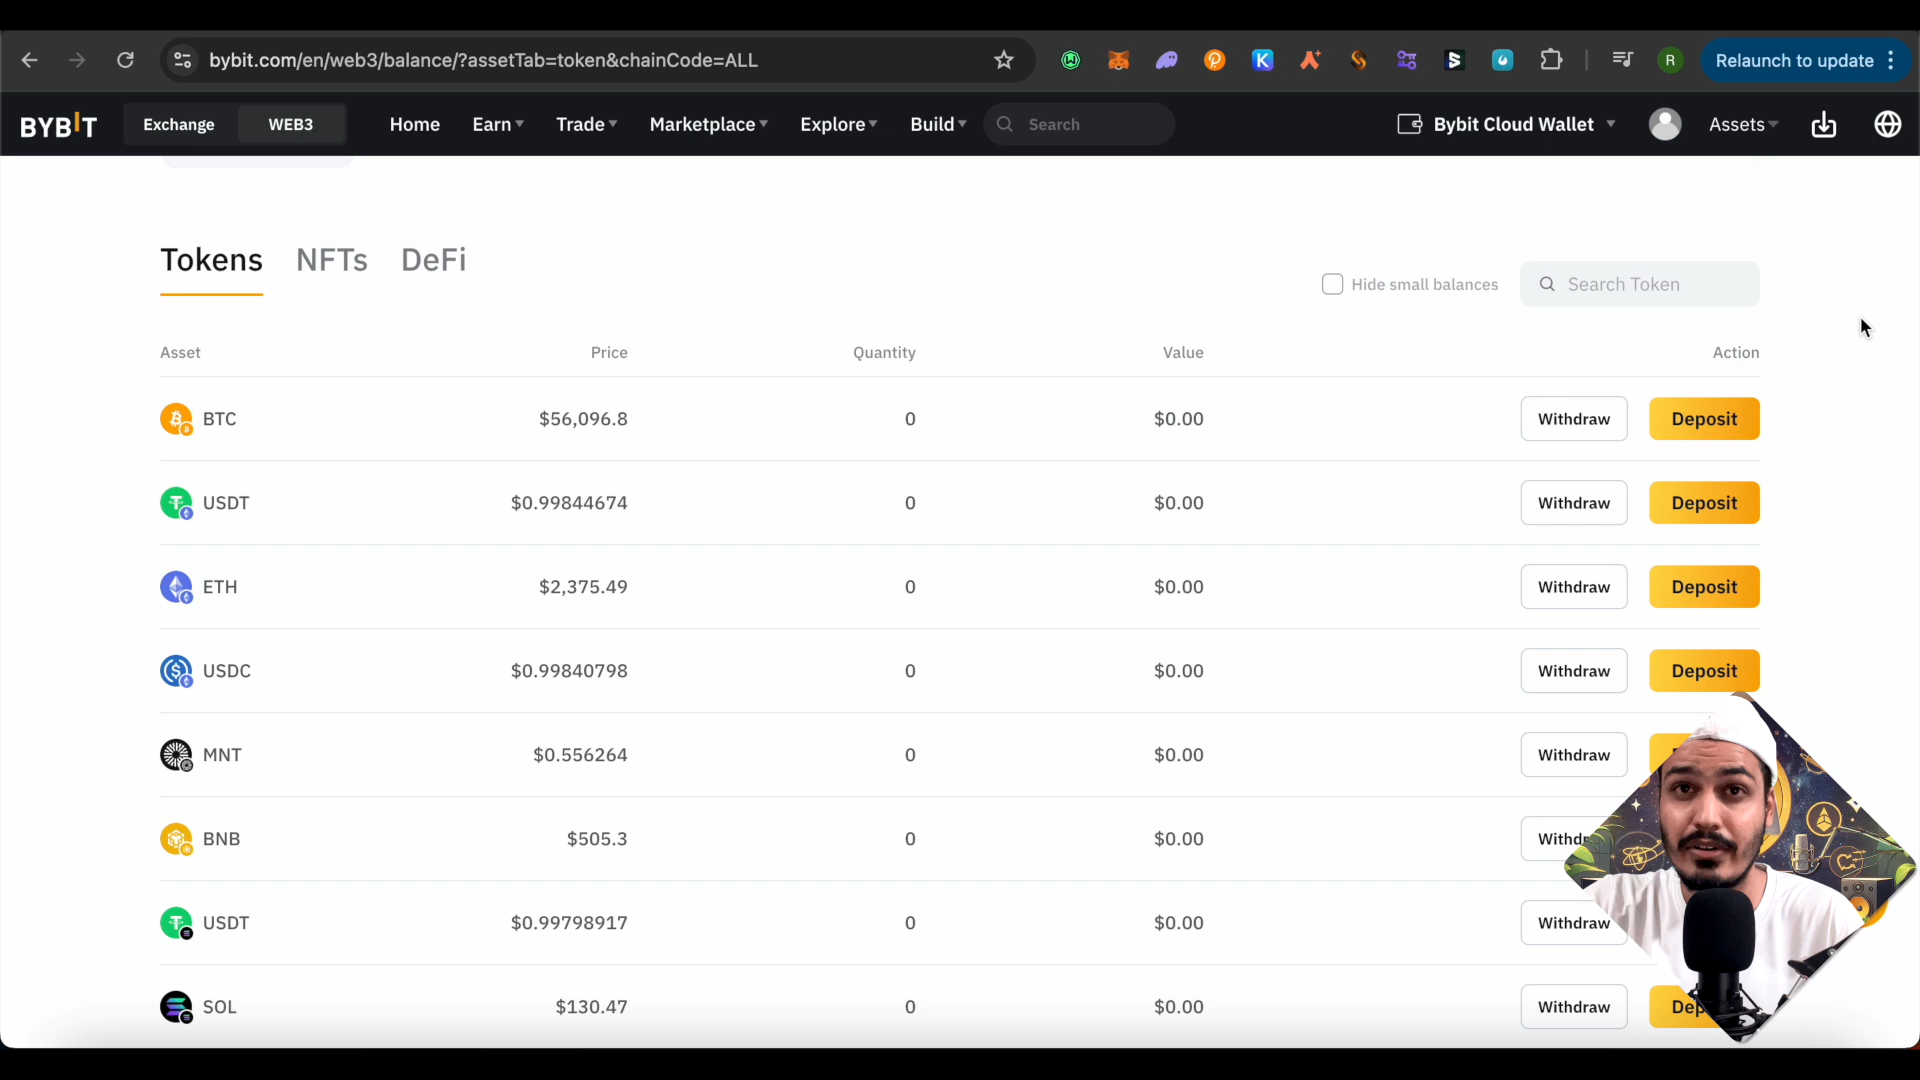 bybit.com/en/web3/balance/?assetTab=token&chainCode=ALL
R
Relaunch to update
BYBIT
Exchange
WEB3
Home
Earn
Trade
Marketplace
Explore
Build
Search
Bybit Cloud Wallet
Assets
Tokens
NFTs
DeFi
Hide small balances
Search Token
Asset Price Quantity Value Action
BTC $56,096.8 0 $0.00 Withdraw Deposit
USDT $0.99844674 0 $0.00 Withdraw Deposit
ETH $2,375.49 0 $0.00 Withdraw Deposit
USDC $0.99840798 0 $0.00 Withdraw Deposit
MNT $0.556264 0 $0.00 Withdraw
BNB $505.3 0 $0.00 Withdr
USDT $0.99798917 0 $0.00 Withdraw
SOL $130.47 0 $0.00 Withdraw Dep